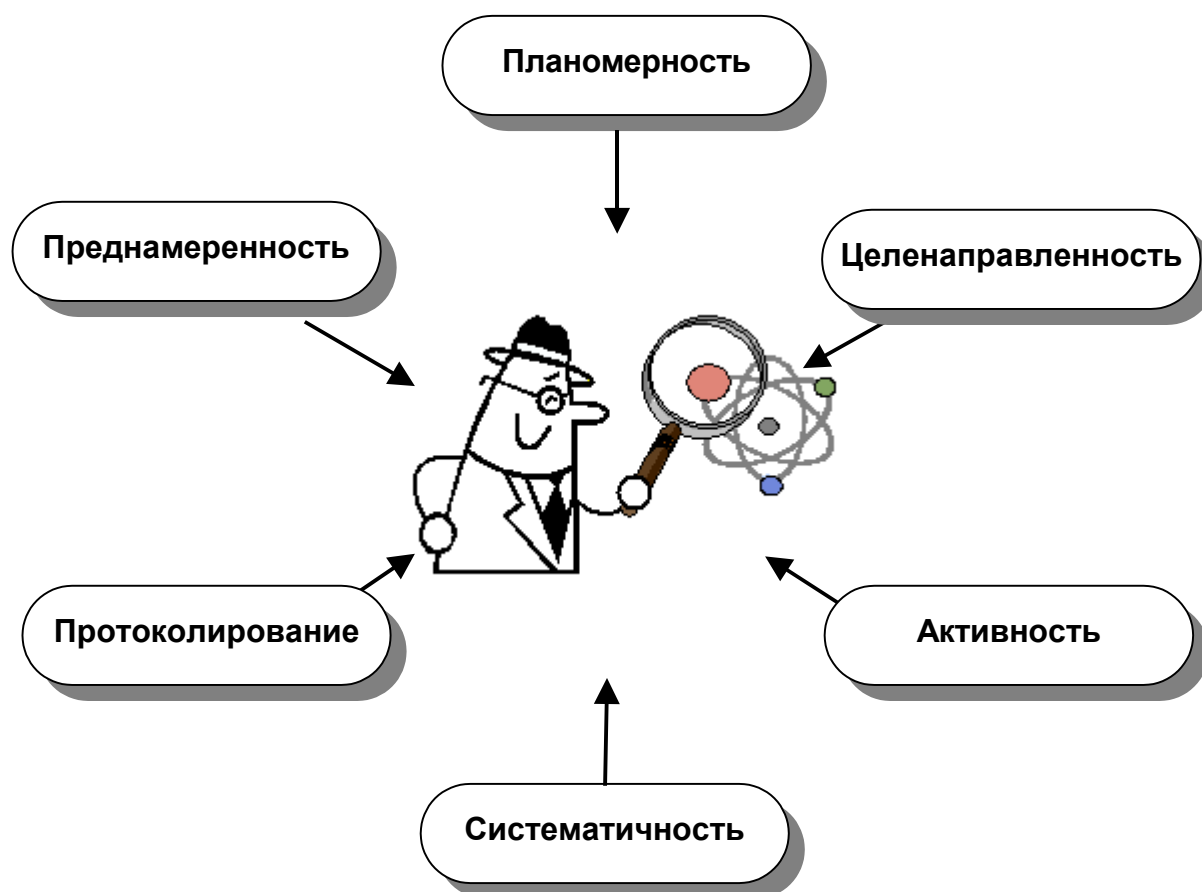 Планомерность
Преднамеренность
Целенаправленность
Протоколирование
Активность
Систематичность